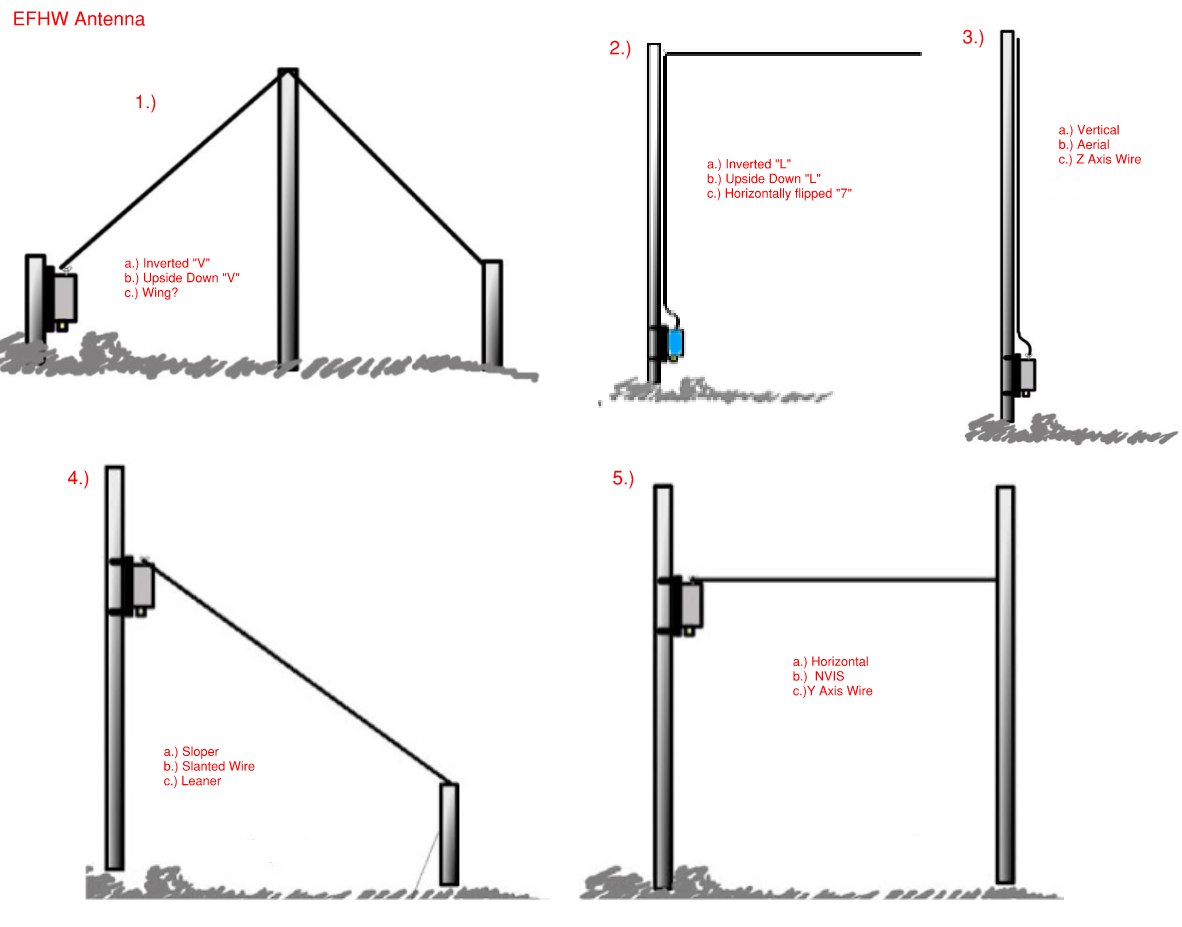 EFHW Antenna
1.)
a.) Inverted "V"
b.) Upside Down "V"
c.) Wing?
2.)
a.) Inverted "L"
b.) Upside Down "L"
c.) Horizontally flipped "7"
3.)
a.) Vertical
b.) Aerial
c.) Z Axis Wire
4.)
a.) Sloper
b.) Slanted Wire
c.) Leaner
5.)
a.) Horizontal
b.)  NVIS
c.)Y Axis Wire